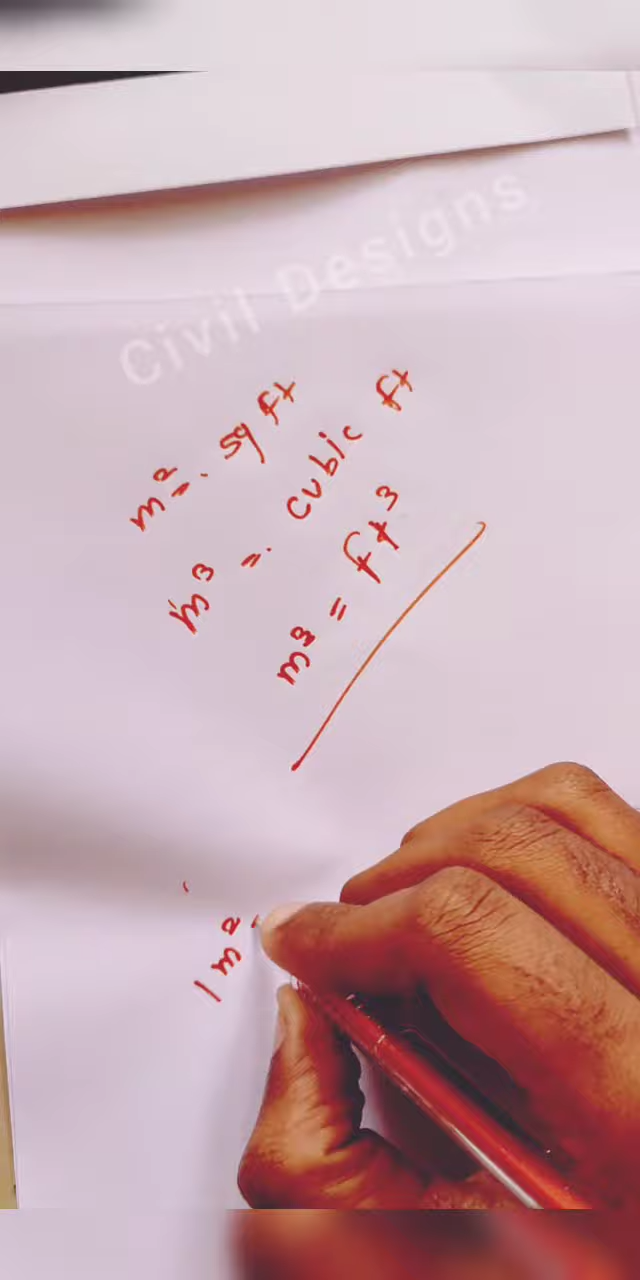 Civil Designs
m² = . sq ft
m³ = . cubic ft
m³ = ft³
1 m²